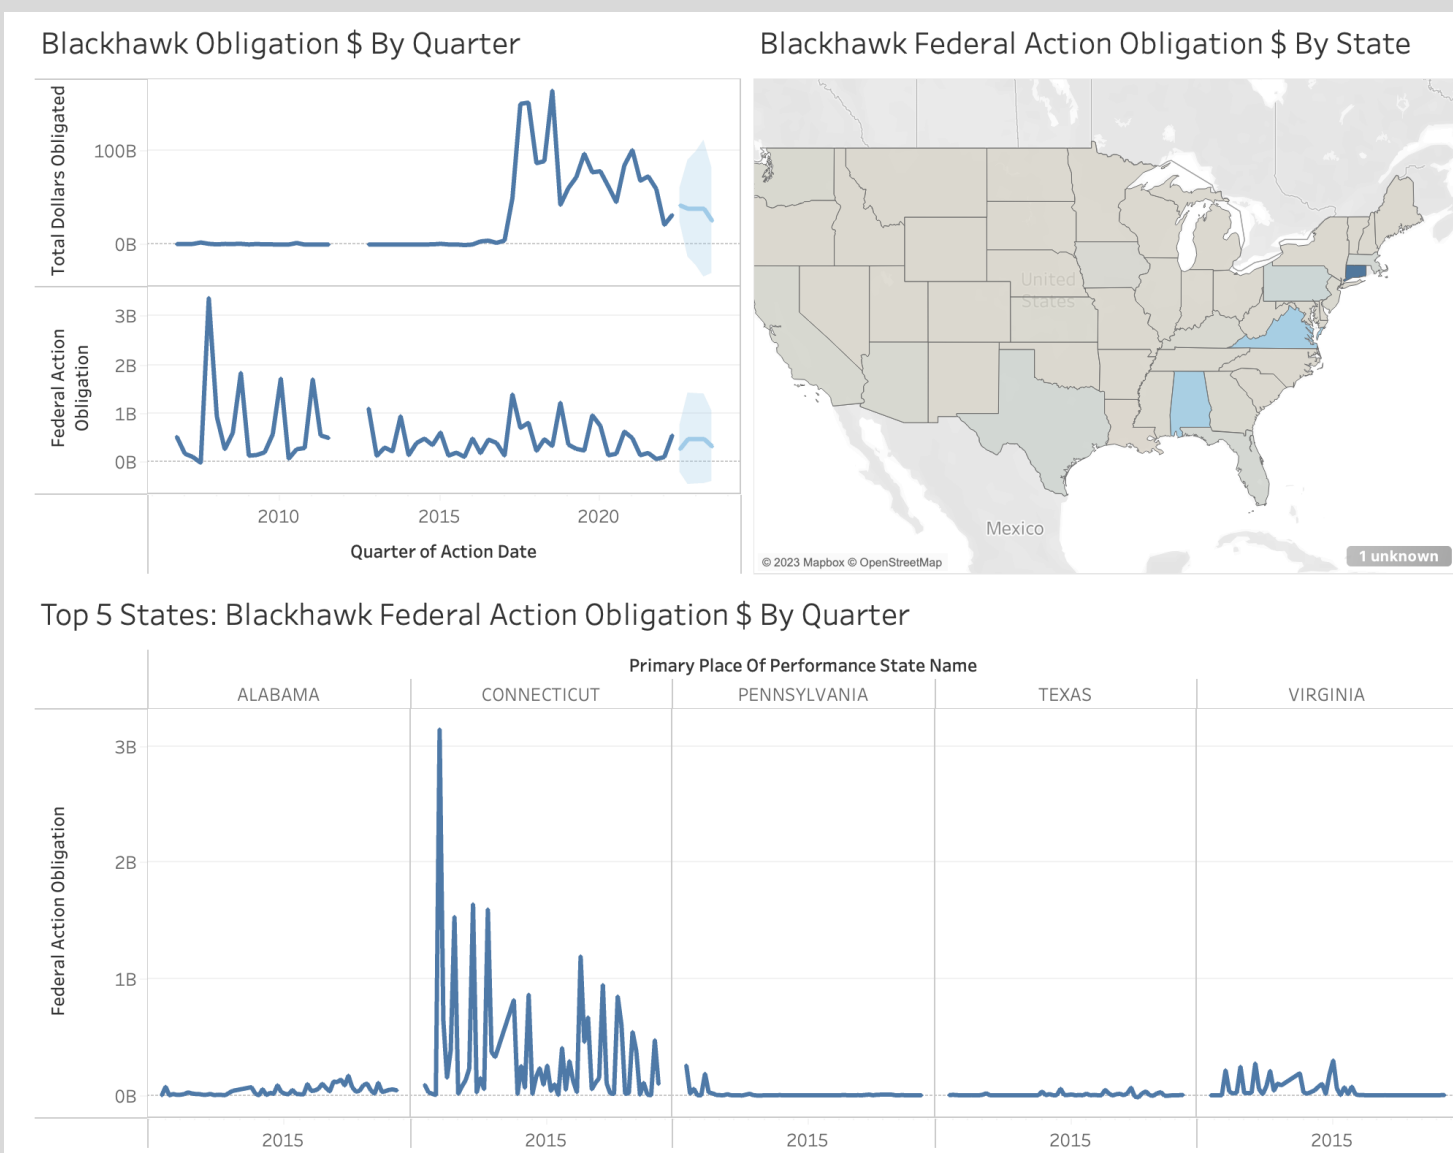 Blackhawk Obligation $ By Quarter
Total Dollars Obligated
100B
0B
Federal Action
Obligation
3B
2B
1B
0B
2010
2015
2020
Quarter of Action Date
Blackhawk Federal Action Obligation $ By State
United
States
Mexico
© 2023 Mapbox © OpenStreetMap
1 unknown
Top 5 States: Blackhawk Federal Action Obligation $ By Quarter
Primary Place Of Performance State Name
ALABAMA
CONNECTICUT
PENNSYLVANIA
TEXAS
VIRGINIA
Federal Action Obligation
3B
2B
1B
0B
2015
2015
2015
2015
2015